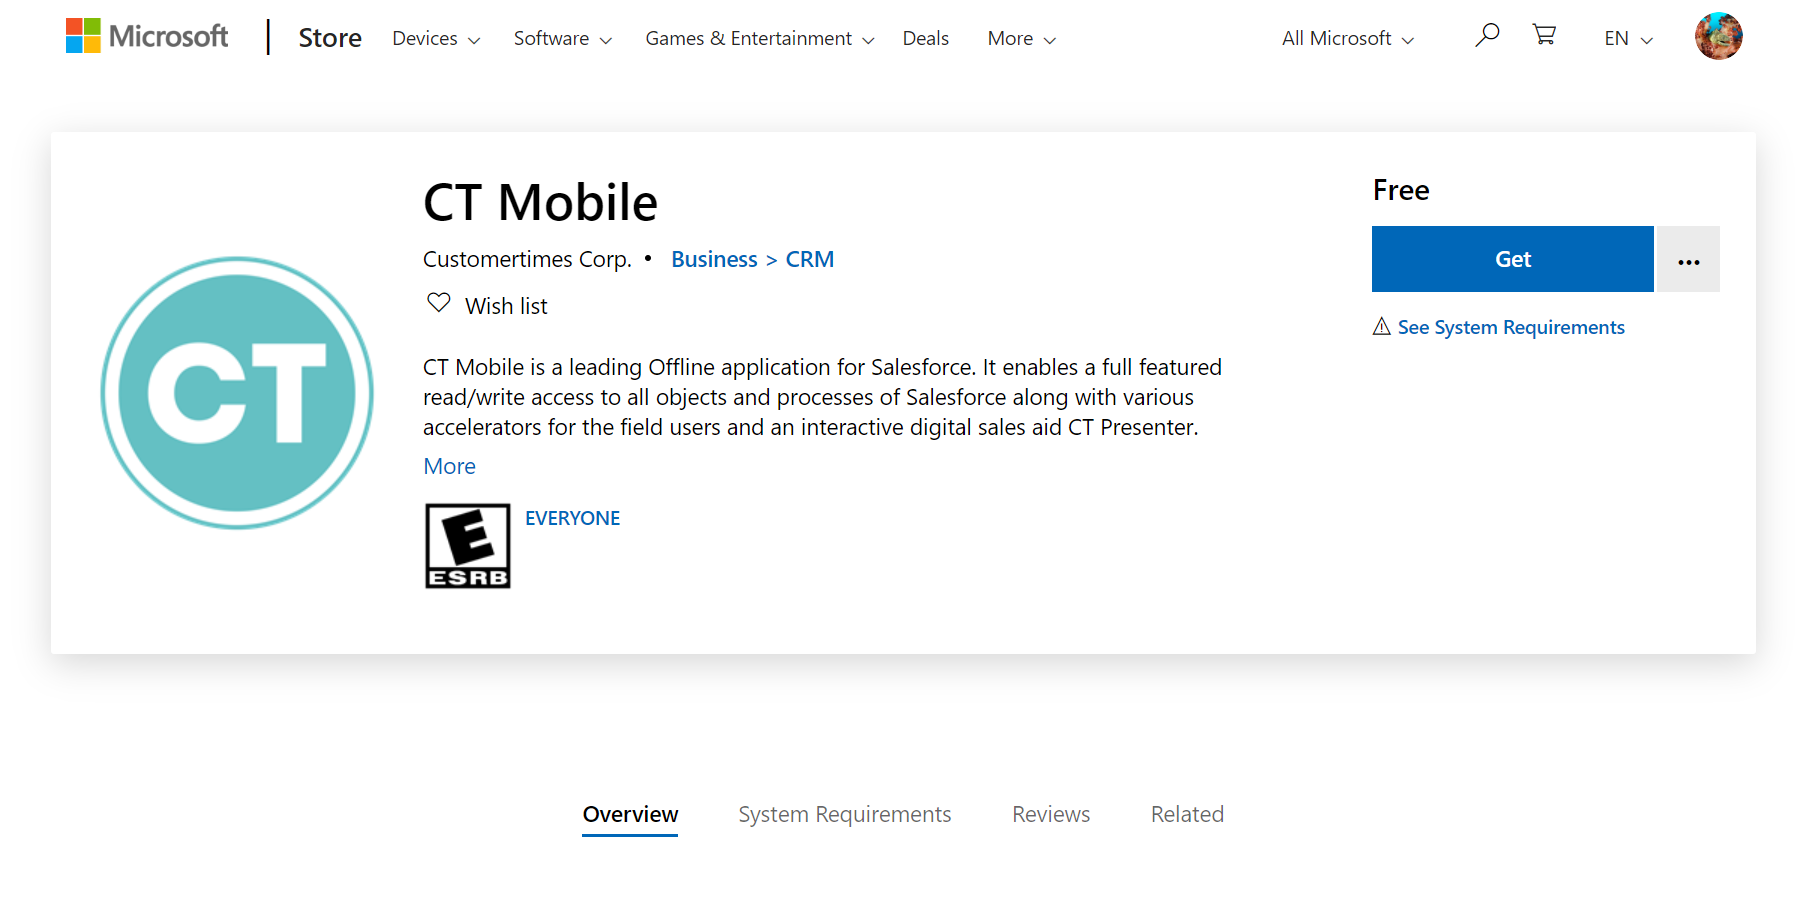 Microsoft | Store Devices Software Games & Entertainment Deals More All Microsoft EN
CT Mobile
Customertimes Corp. • Business > CRM
Wish list
CT Mobile is a leading Offline application for Salesforce. It enables a full featured
read/write access to all objects and processes of Salesforce along with various
accelerators for the field users and an interactive digital sales aid CT Presenter.
More
E
ESRB
EVERYONE
CT
Free
Get
...
See System Requirements
Overview System Requirements Reviews Related